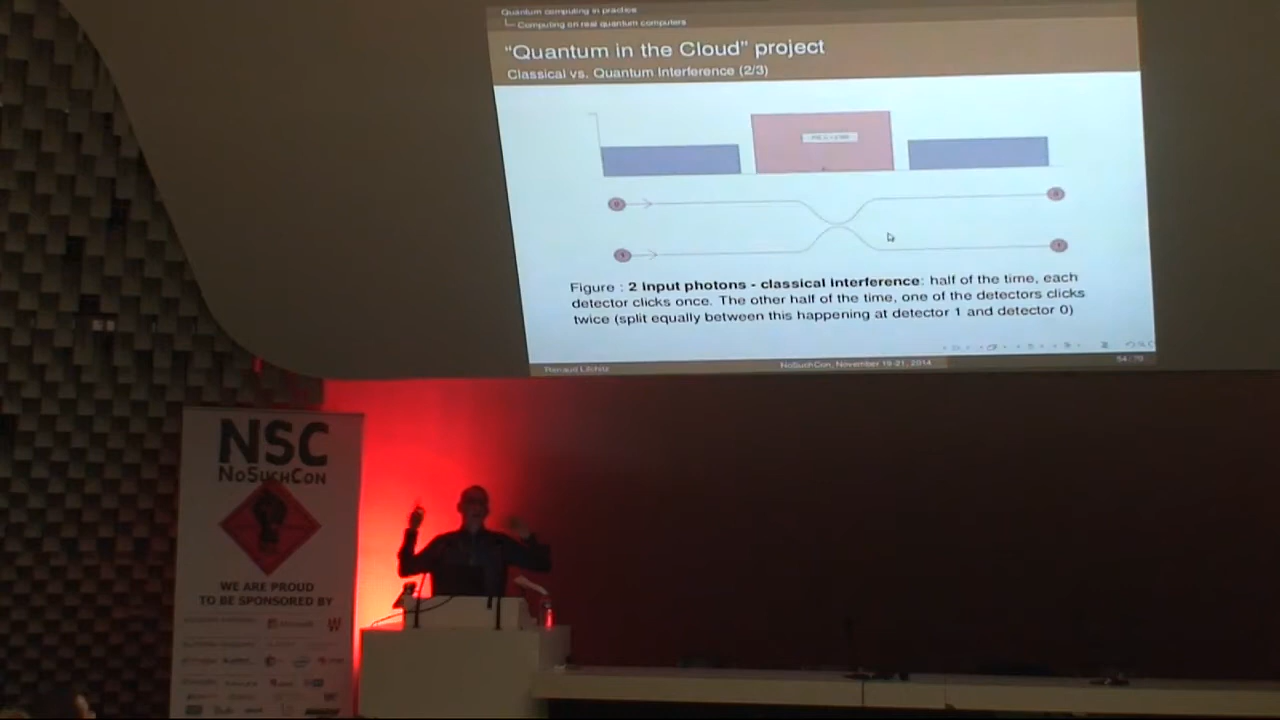 Quantum computing in practice
Computing on real quantum computers
"Quantum in the Cloud" project
Classical vs. Quantum Interference (2/3)
Figure : 2 input photons - classical interference: half of the time, each
detector clicks once. The other half of the time, one of the detectors clicks
twice (split equally between this happening at detector 1 and detector 0)
NoSuchCon, November 19-21, 2014
54 / 79
NSC
NoSuchCon
WE ARE PROUD
TO BE SPONSORED BY